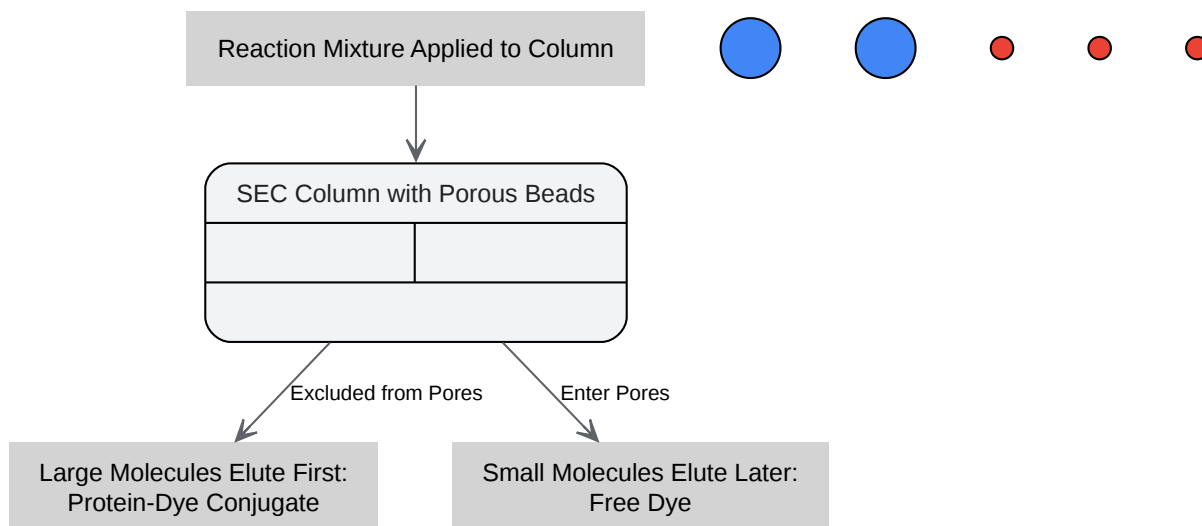 Reaction Mixture Applied to Column
SEC Column with Porous Beads
Excluded from Pores
Enter Pores
Large Molecules Elute First:
Protein-Dye Conjugate
Small Molecules Elute Later:
Free Dye